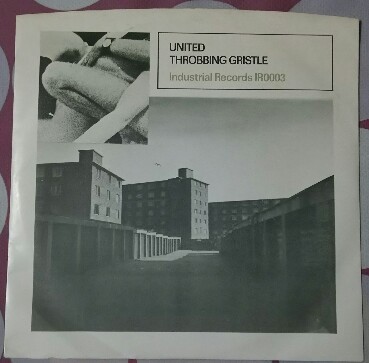 UNITED
THROBBING GRISTLE
Industrial Records IR0003